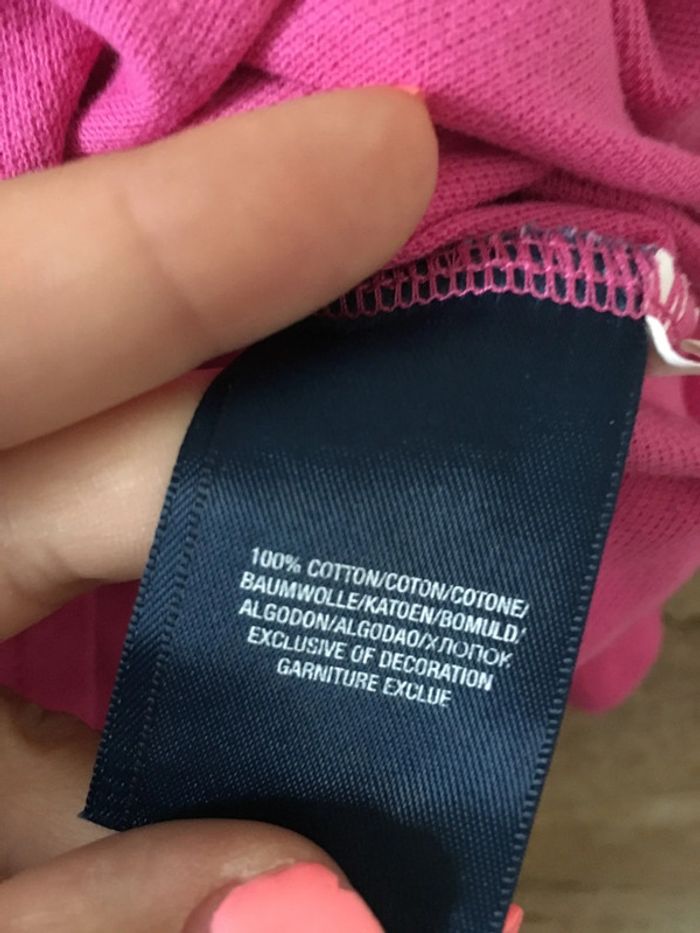 100% COTTON/COTON/COTONE/
BAUMWOLLE/KATOEN/BOMULD/
ALGODON/ALGODAO/ХЛОПОК
EXCLUSIVE OF DECORATION
GARNITURE EXCLUE